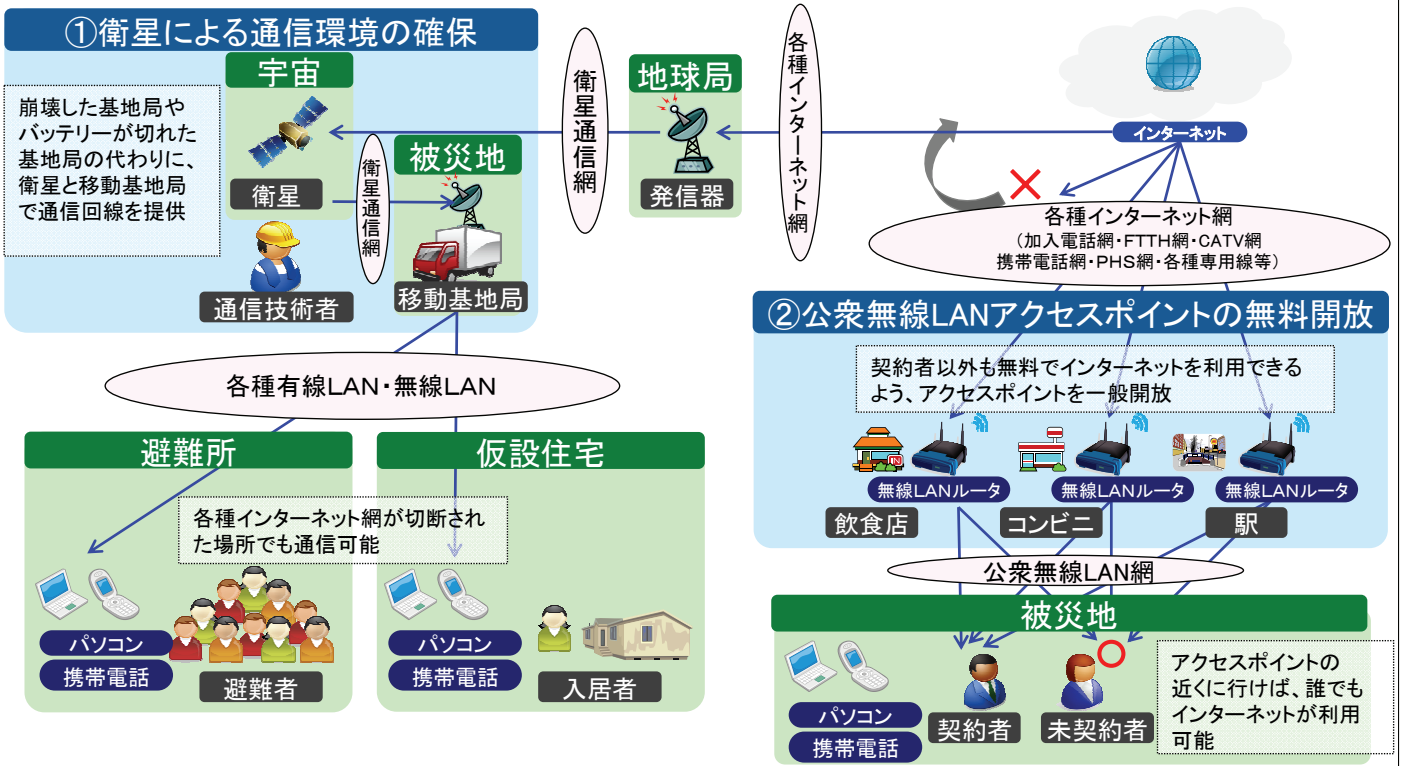 ①衛星による通信環境の確保
宇宙
崩壊した基地局や
バッテリーが切れた
基地局の代わりに、
衛星と移動基地局
で通信回線を提供
衛星
通信技術者
衛星通信網
被災地
移動基地局
衛星通信網
地球局
発信器
各種インターネット網
インターネット
各種インターネット網
(加入電話網・FTTH網・CATV網
携帯電話網・PHS網・各種専用線等)
各種有線LAN・無線LAN
避難所
仮設住宅
各種インターネット網が切断され
た場所でも通信可能
パソコン
携帯電話
避難者
パソコン
携帯電話
入居者
②公衆無線LANアクセスポイントの無料開放
契約者以外も無料でインターネットを利用できる
よう、アクセスポイントを一般開放
無線LANルータ
無線LANルータ
無線LANルータ
飲食店
コンビニ
駅
公衆無線LAN網
被災地
パソコン
携帯電話
契約者
未契約者
アクセスポイントの
近くに行けば、誰でも
インターネットが利用
可能